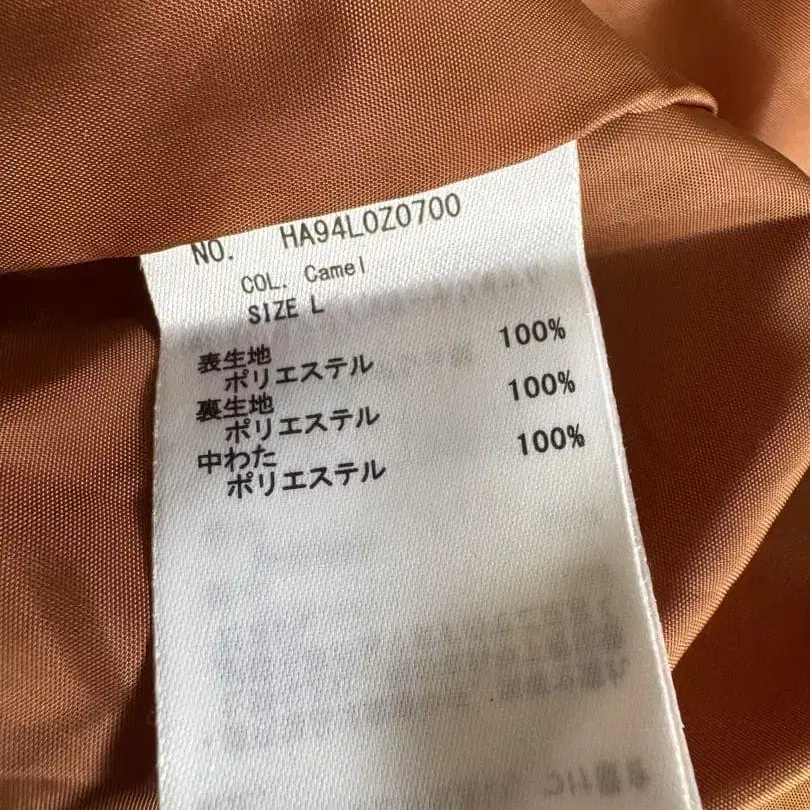 NO. HA94L0Z0700
COL. Camel
SIZE L
表生地
ポリエステル 100%
裏生地
ポリエステル 100%
中わた
ポリエステル 100%